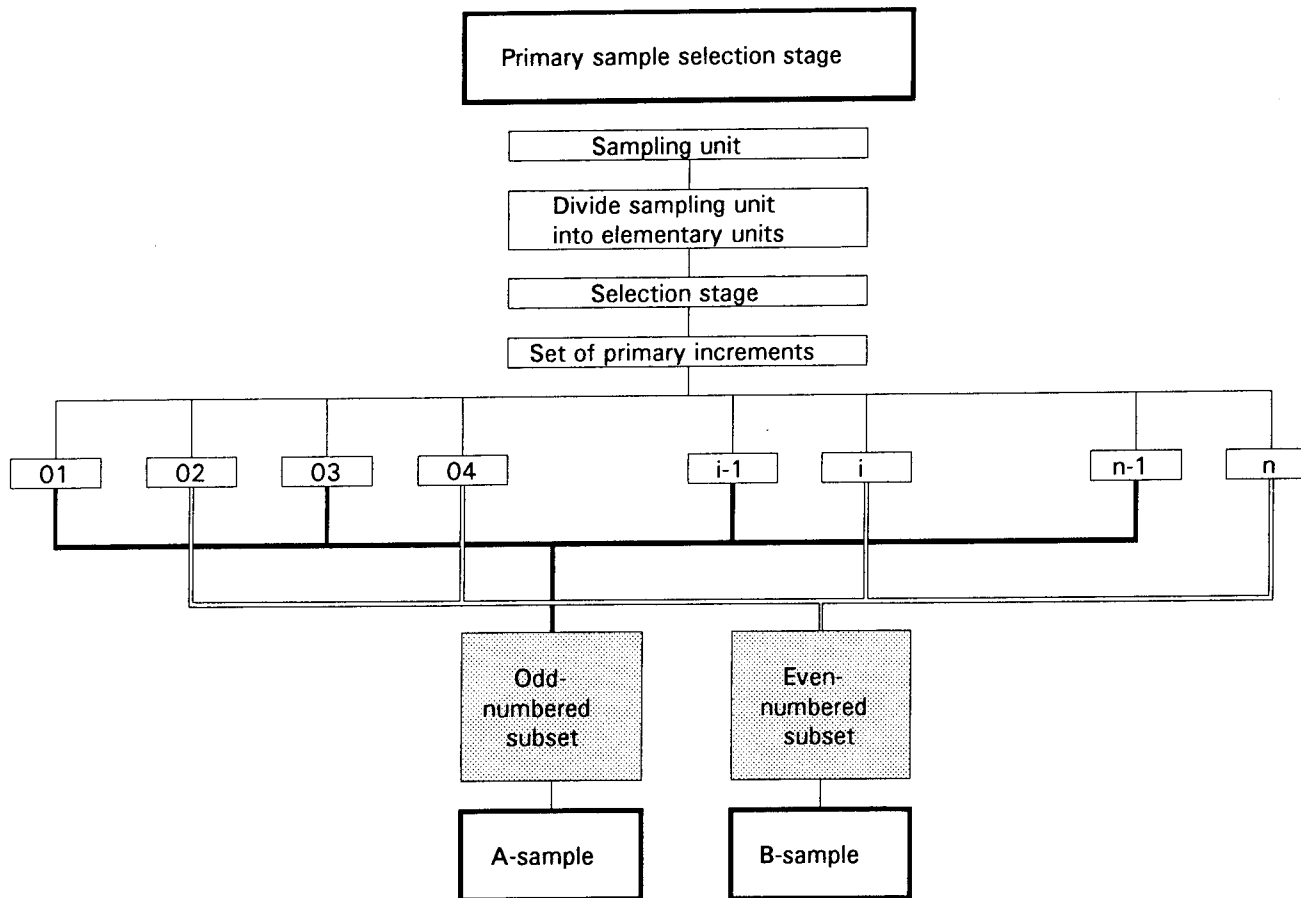 Primary sample selection stage
Sampling unit
Divide sampling unit
into elementary units
Selection stage
Set of primary increments
01 02 03 04 i-1 i n-1 n
Odd-
numbered
subset
Even-
numbered
subset
A-sample
B-sample